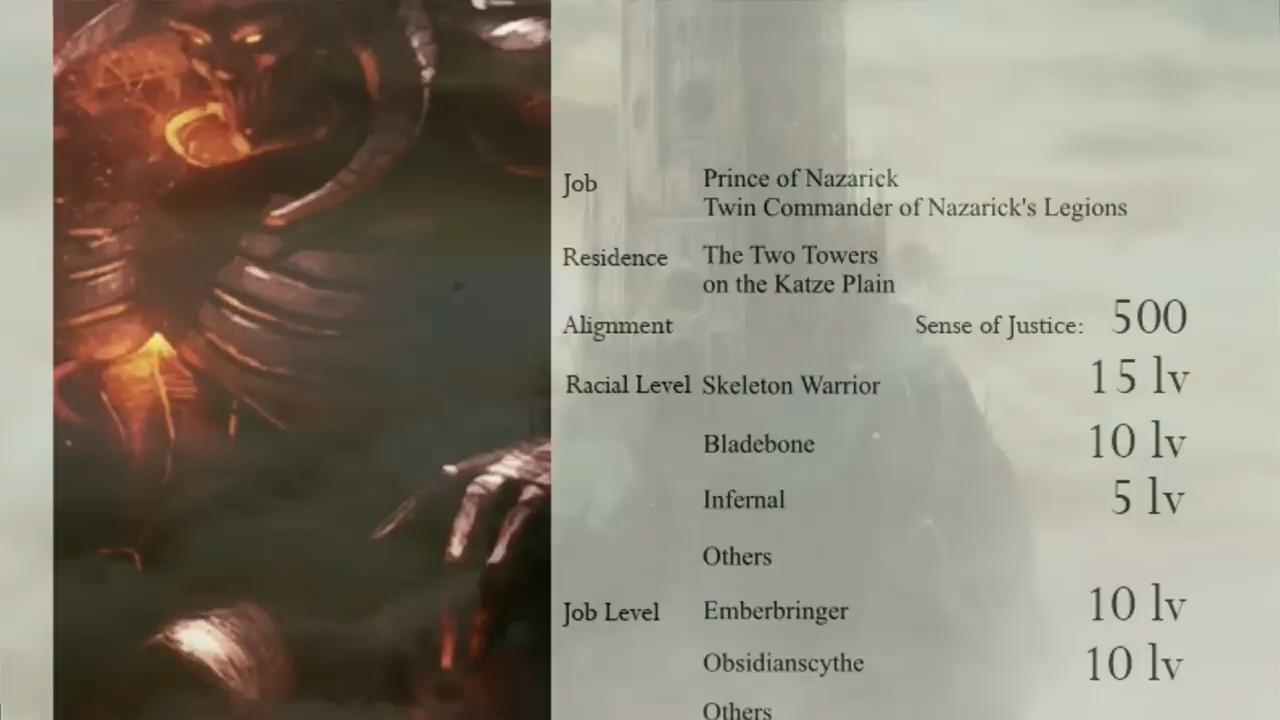 Job Prince of Nazarick
Twin Commander of Nazarick's Legions
Residence The Two Towers
on the Katze Plain
Alignment Sense of Justice: 500
Racial Level Skeleton Warrior 15 lv
Bladebone 10 lv
Infernal 5 lv
Others
Job Level Emberbringer 10 lv
Obsidianscythe 10 lv
Others